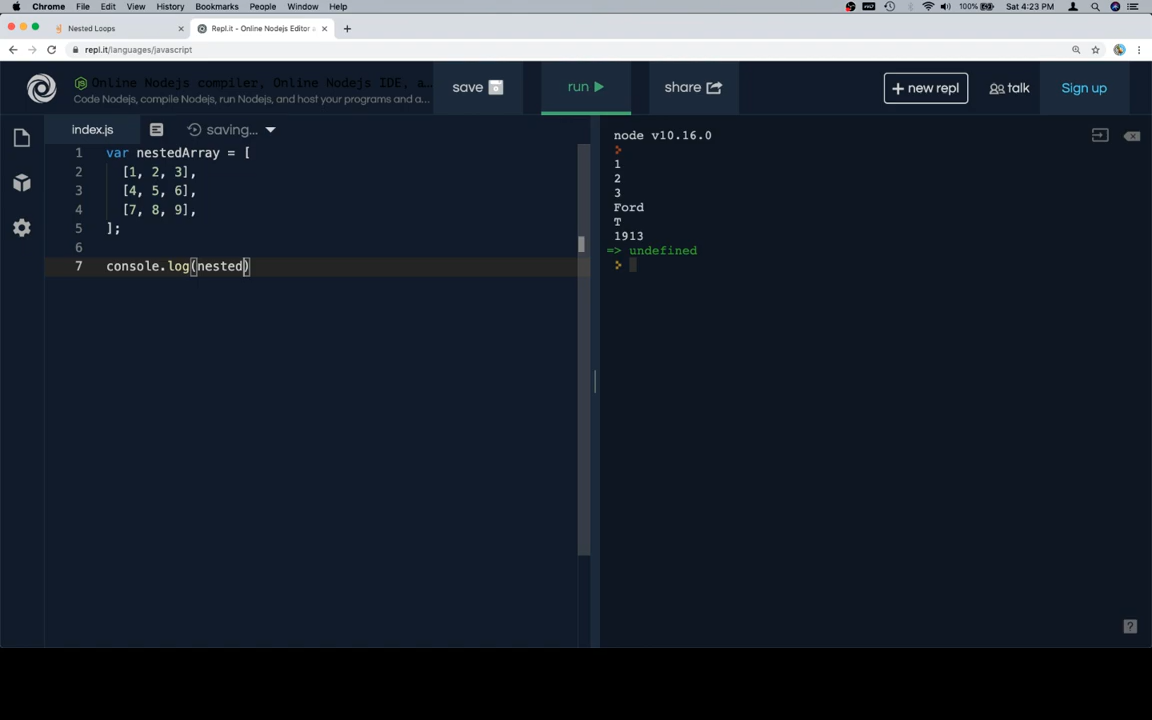 Chrome File Edit View History Bookmarks People Window Help
100% Sat 4:23 PM
Nested Loops
Repl.it - Online Nodejs Editor a
repl.it/languages/javascript
Online Nodejs compiler, Online Nodejs IDE, a...
Code Nodejs, compile Nodejs, run Nodejs, and host your programs and a...
save
run
share
+ new repl
talk
Sign up
index.js
saving...
1 var nestedArray = [
2 [1, 2, 3],
3 [4, 5, 6],
4 [7, 8, 9],
5 ];
6
7 console.log(nested)
node v10.16.0
1
2
3
Ford
T
1913
=> undefined
?